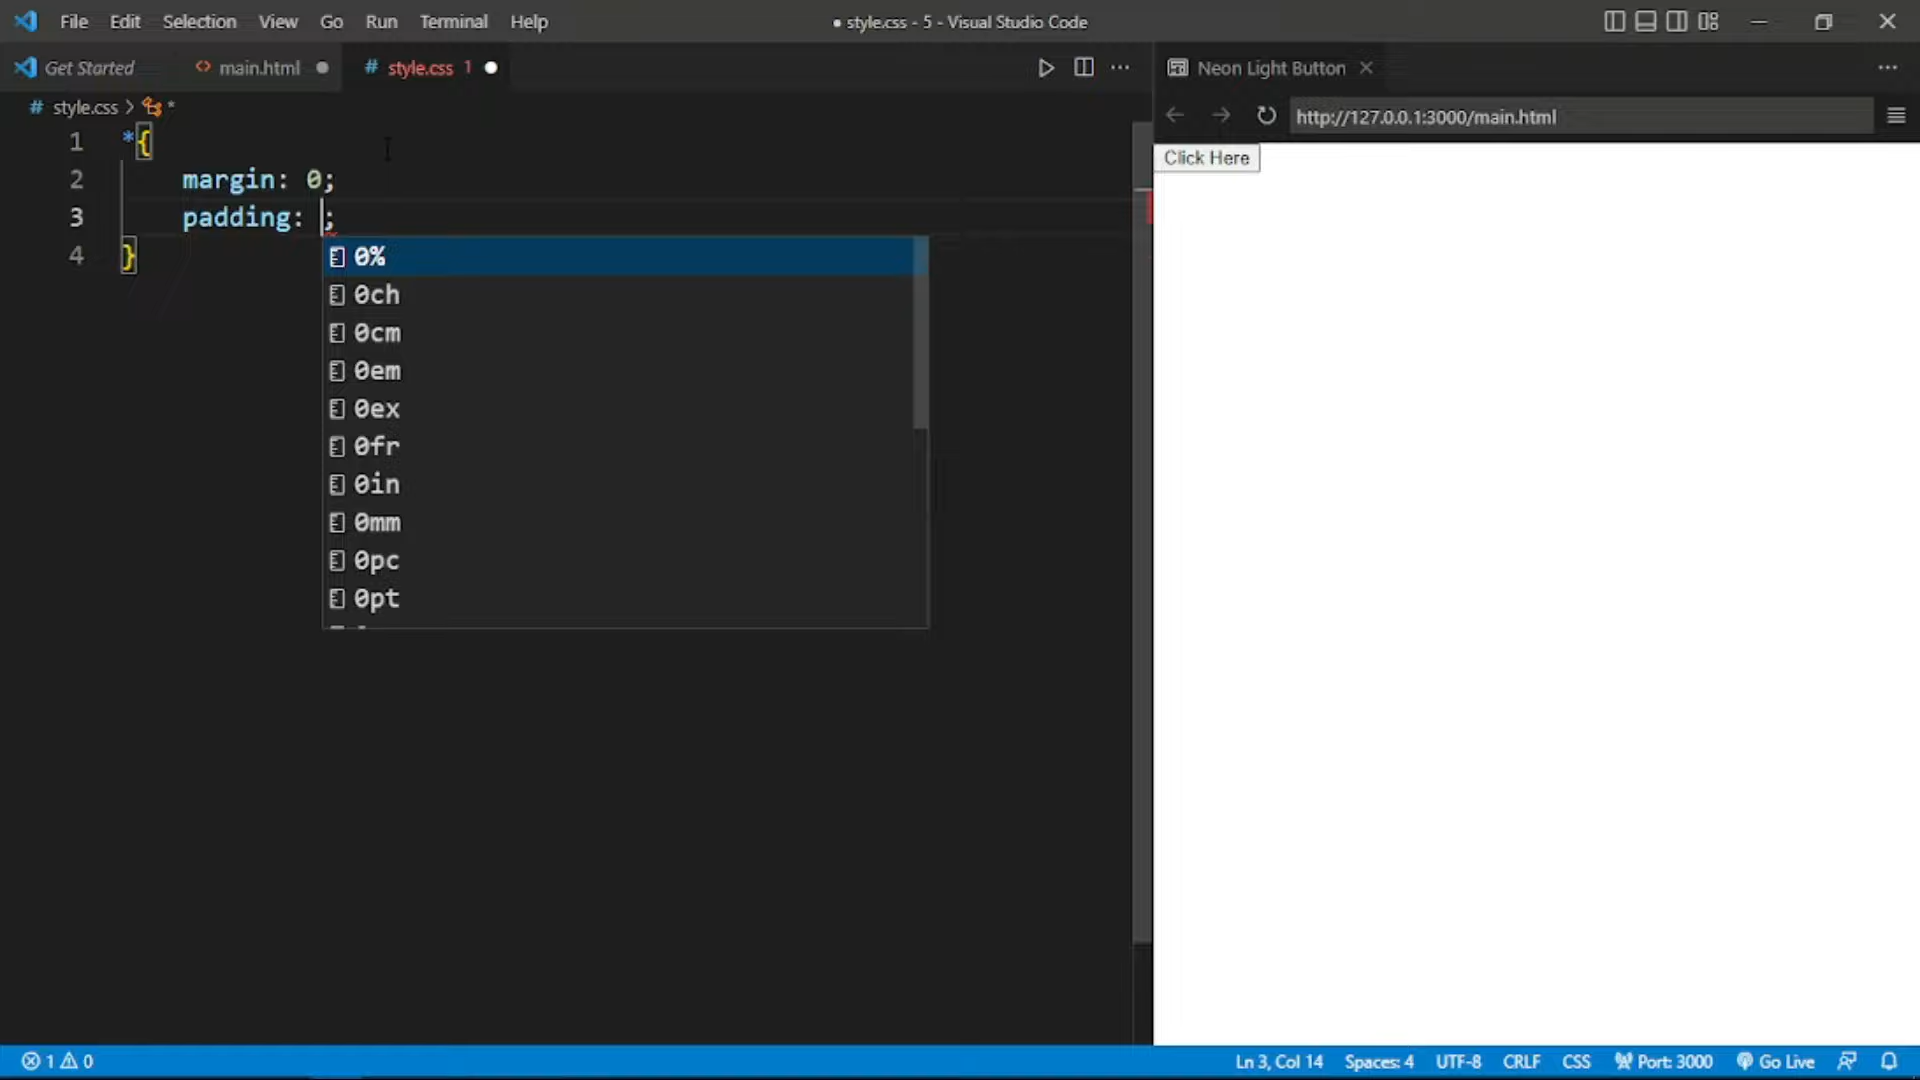 File Edit Selection View Go Run Terminal Help
● style.css - 5 - Visual Studio Code
Get Started
<> main.html ●
# style.css 1 ●
Neon Light Button ×
# style.css > *
http://127.0.0.1:3000/main.html
1 *{
2 margin: 0;
3 padding: ;
4 }
0%
0ch
0cm
0em
0ex
0fr
0in
0mm
0pc
0pt
Click Here
1 0
Ln 3, Col 14 Spaces: 4 UTF-8 CRLF CSS Port: 3000 Go Live